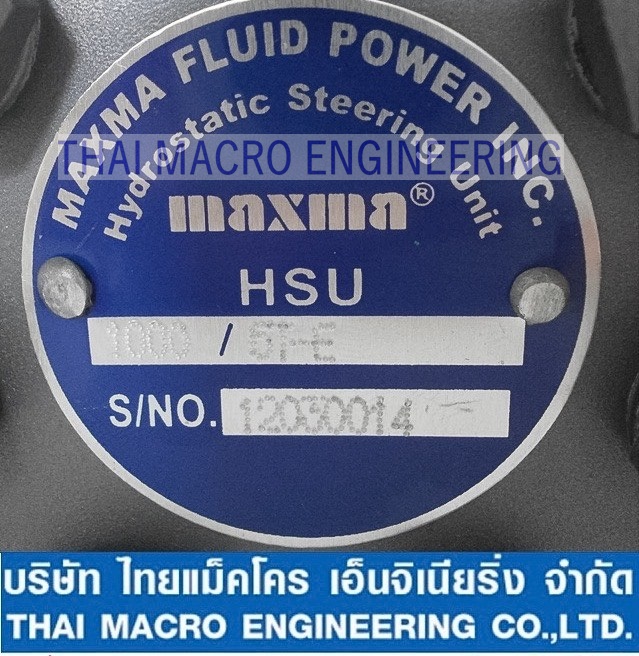 MAXMA FLUID POWER INC.
Hydrostatic Steering Unit
THAI MACRO ENGINEERING
maxma®
HSU
1000 /
S/NO. 12030014
บริษัท ไทยแม็คโคร เอ็นจิเนียริ่ง จำกัด
THAI MACRO ENGINEERING CO.,LTD.